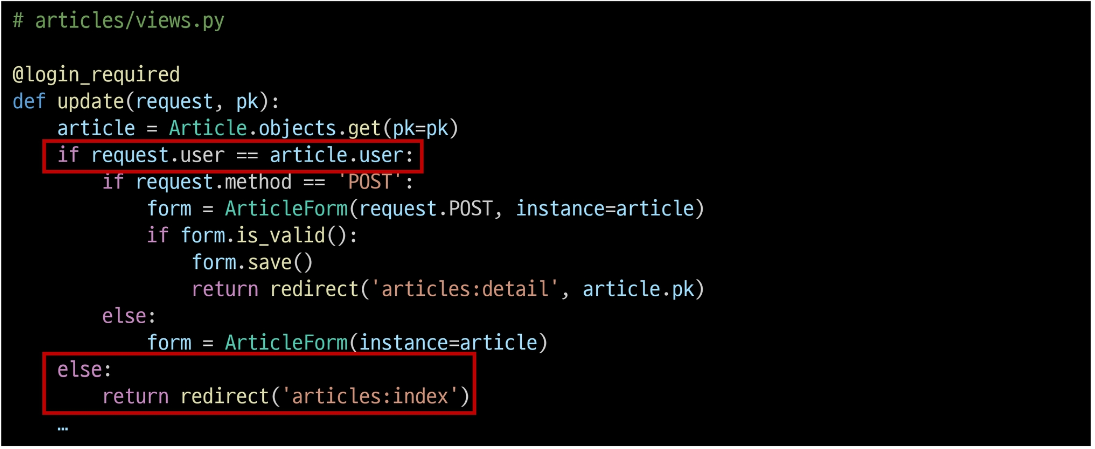 # articles/views.py

@login_required
def update(request, pk):
    article = Article.objects.get(pk=pk)
    if request.user == article.user:
        if request.method == 'POST':
            form = ArticleForm(request.POST, instance=article)
            if form.is_valid():
                form.save()
                return redirect('articles:detail', article.pk)
        else:
            form = ArticleForm(instance=article)
    else:
        return redirect('articles:index')
    …